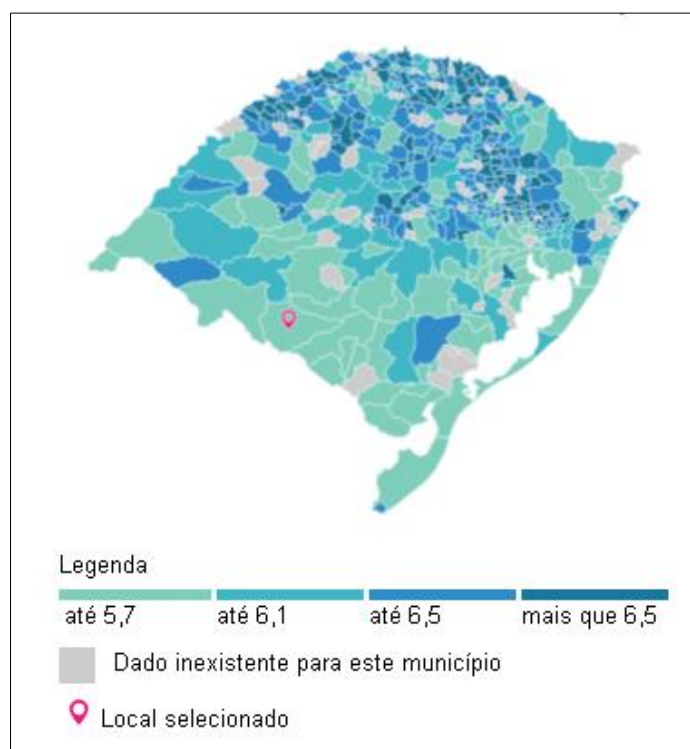 Legenda
até 5,7 até 6,1 até 6,5 mais que 6,5
Dado inexistente para este município
Local selecionado